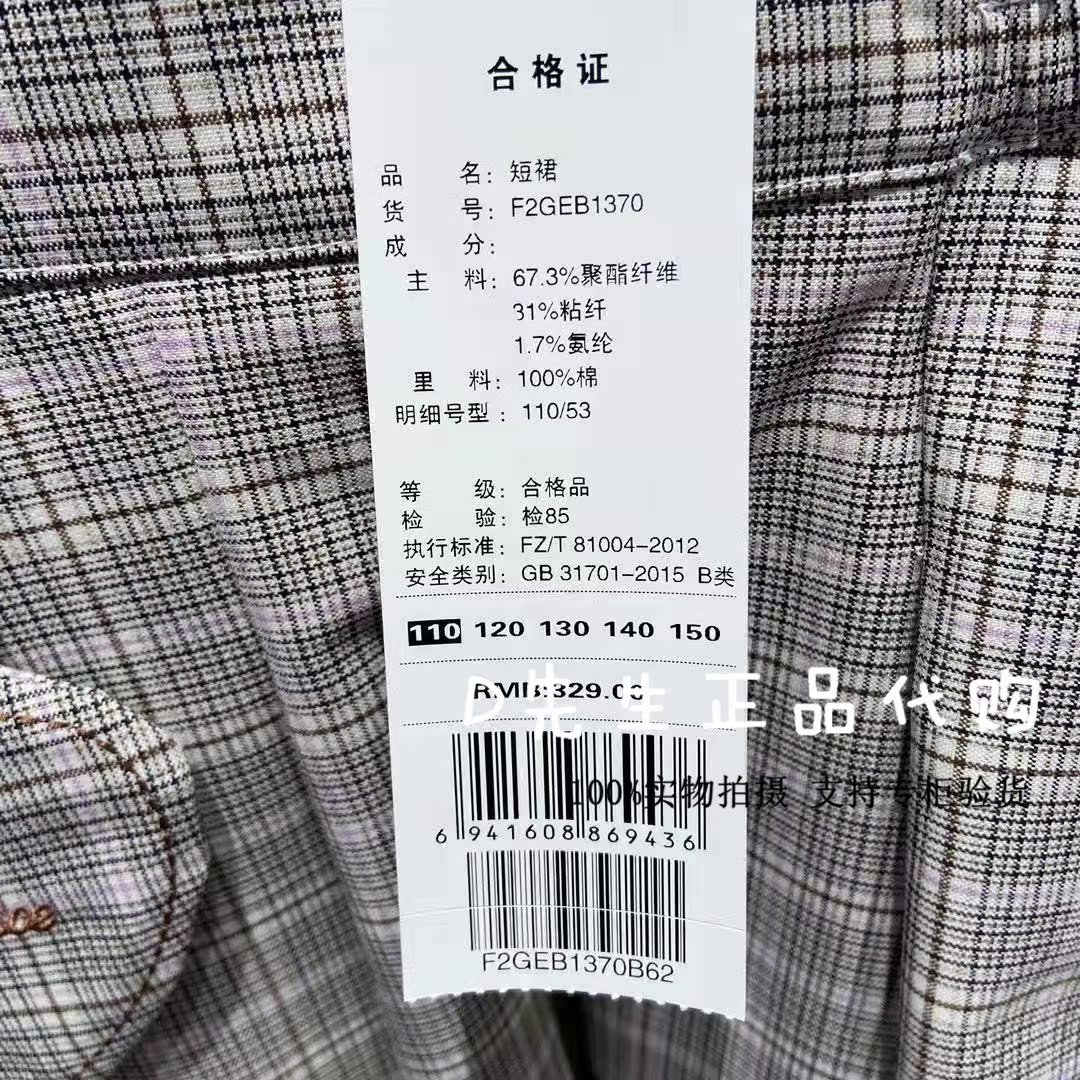 合格证
品 名: 短裙
货 号: F2GEB1370
成 分:
主 料: 67.3%聚酯纤维
31%粘纤
1.7%氨纶
里 料: 100%棉
明细号型: 110/53
等 级: 合格品
检 验: 检85
执行标准: FZ/T 81004-2012
安全类别: GB 31701-2015 B类
110 120 130 140 150
RMB:329.00
D先生正品代购
100%实物拍摄 支持专柜验货
6 941608 869436
F2GEB1370B62